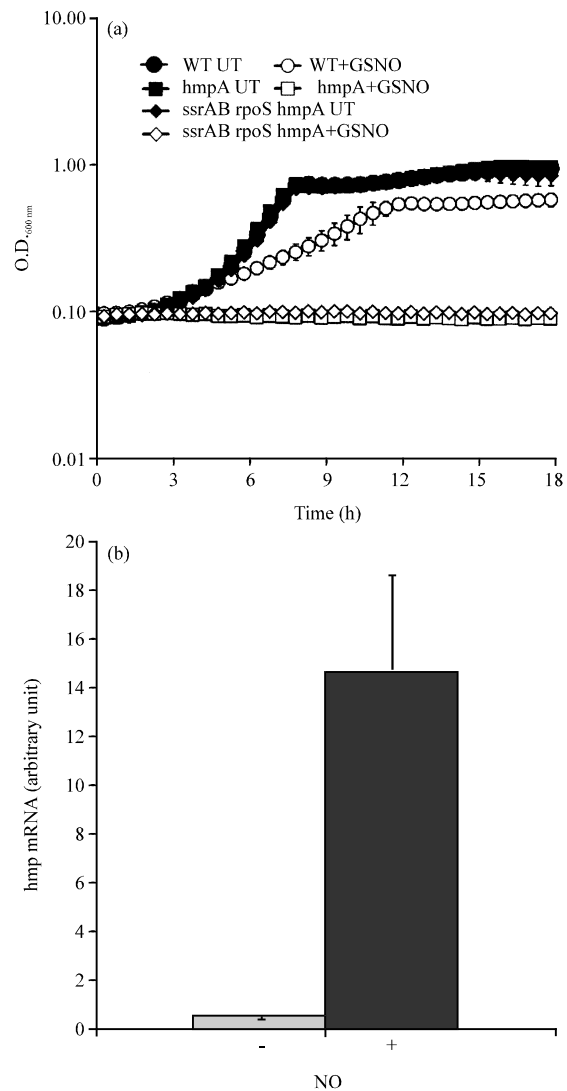 (a)
10.00
1.00
0.10
0.01
O.D.600 nm
WT UT WT+GSNO
hmpA UT hmpA+GSNO
ssrAB rpoS hmpA UT
ssrAB rpoS hmpA+GSNO
0 3 6 9 12 15 18
Time (h)
(b)
20
18
16
14
12
10
8
6
4
2
0
hmp mRNA (arbitrary unit)
- +
NO